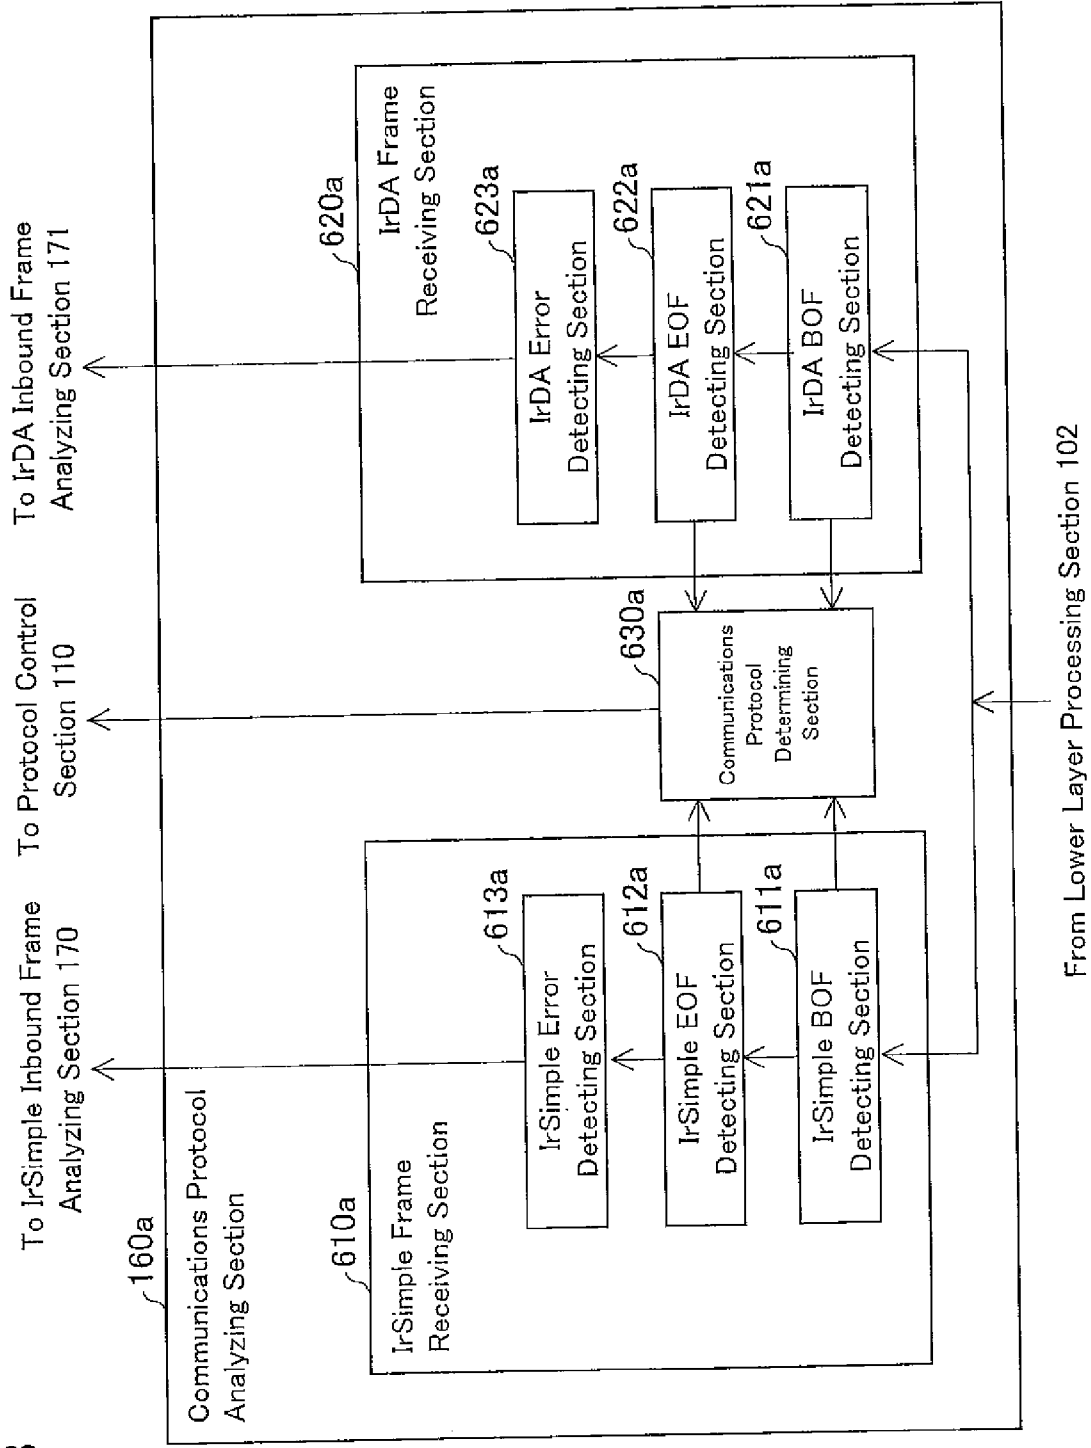 To IrSimple Inbound Frame
Analyzing Section 170
To Protocol Control
Section 110
To IrDA Inbound Frame
Analyzing Section 171
160a
Communications Protocol
Analyzing Section
610a
IrSimple Frame
Receiving Section
613a
IrSimple Error
Detecting Section
612a
IrSimple EOF
Detecting Section
611a
IrSimple BOF
Detecting Section
630a
Communications
Protocol
Determining
Section
620a
IrDA Frame
Receiving Section
623a
IrDA Error
Detecting Section
622a
IrDA EOF
Detecting Section
621a
IrDA BOF
Detecting Section
From Lower Layer Processing Section 102